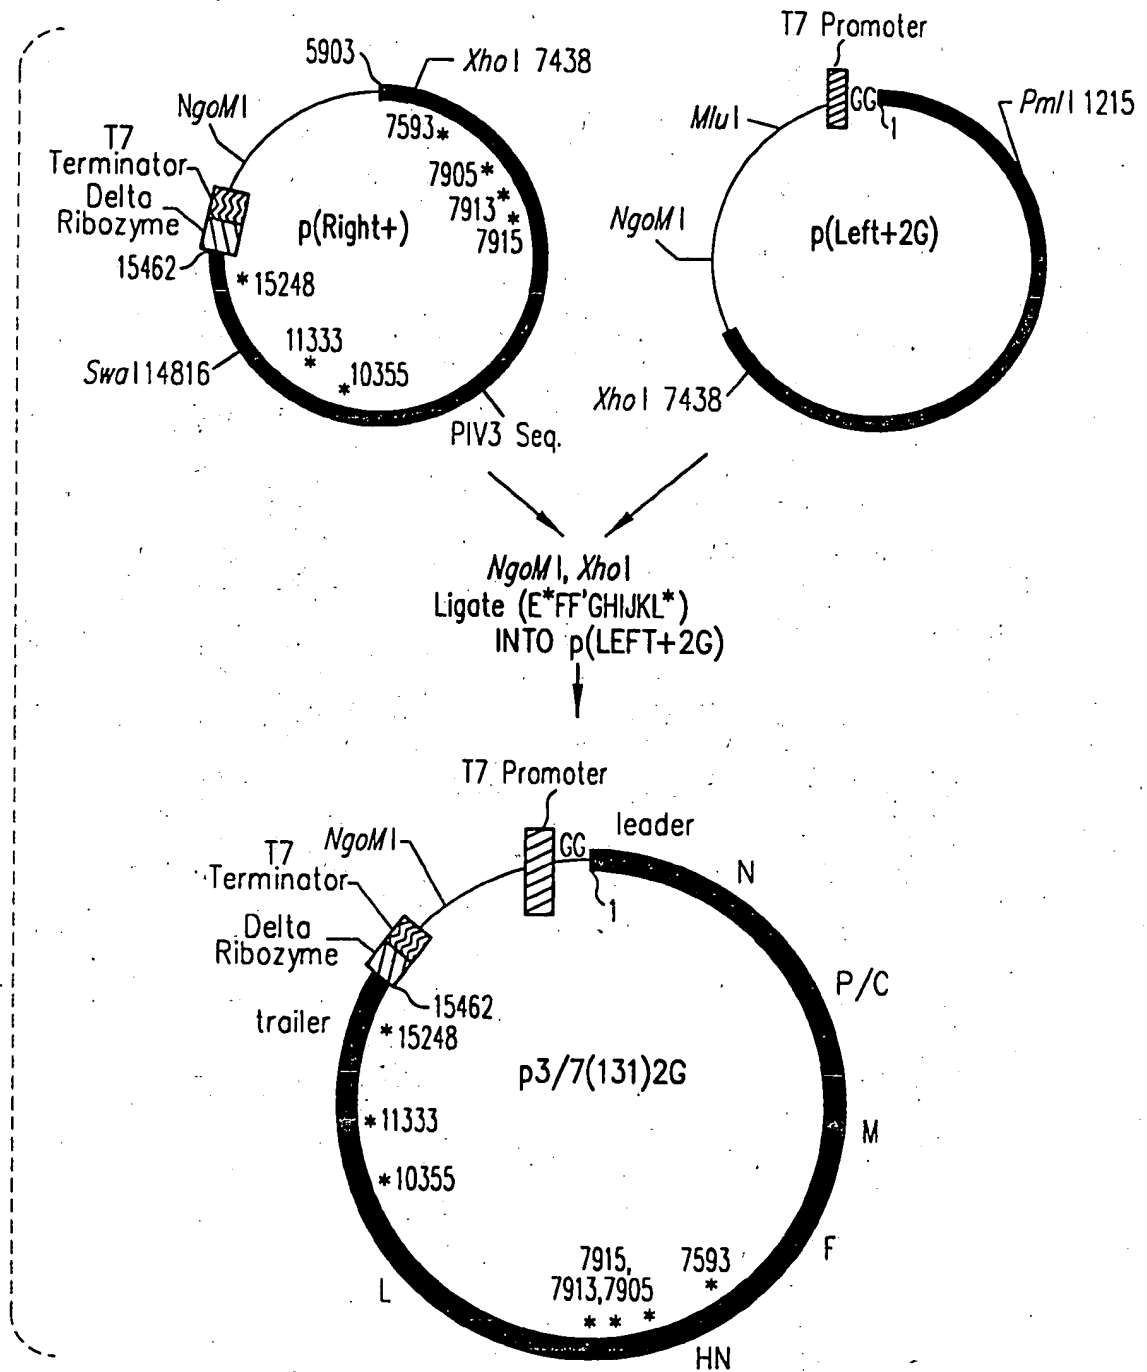 5903
XhoI 7438
NgoMI
7593*
T7
Terminator
Delta
Ribozyme
7905*
7913*
*
7915
p(Right+)
15462
*15248
11333
*
*10355
SwaI14816
PIV3 Seq.
T7 Promoter
GG
1
MluI
PmlI 1215
NgoMI
p(Left+2G)
XhoI 7438
NgoMI, XhoI
Ligate (E*FF'GHIJKL*)
INTO p(LEFT+2G)
T7 Promoter
GG
leader
1
N
NgoMI
T7
Terminator
Delta
Ribozyme
P/C
15462
trailer
*15248
p3/7(131)2G
*11333
M
*10355
F
7915,
7913,7905
* * *
7593
*
L
HN